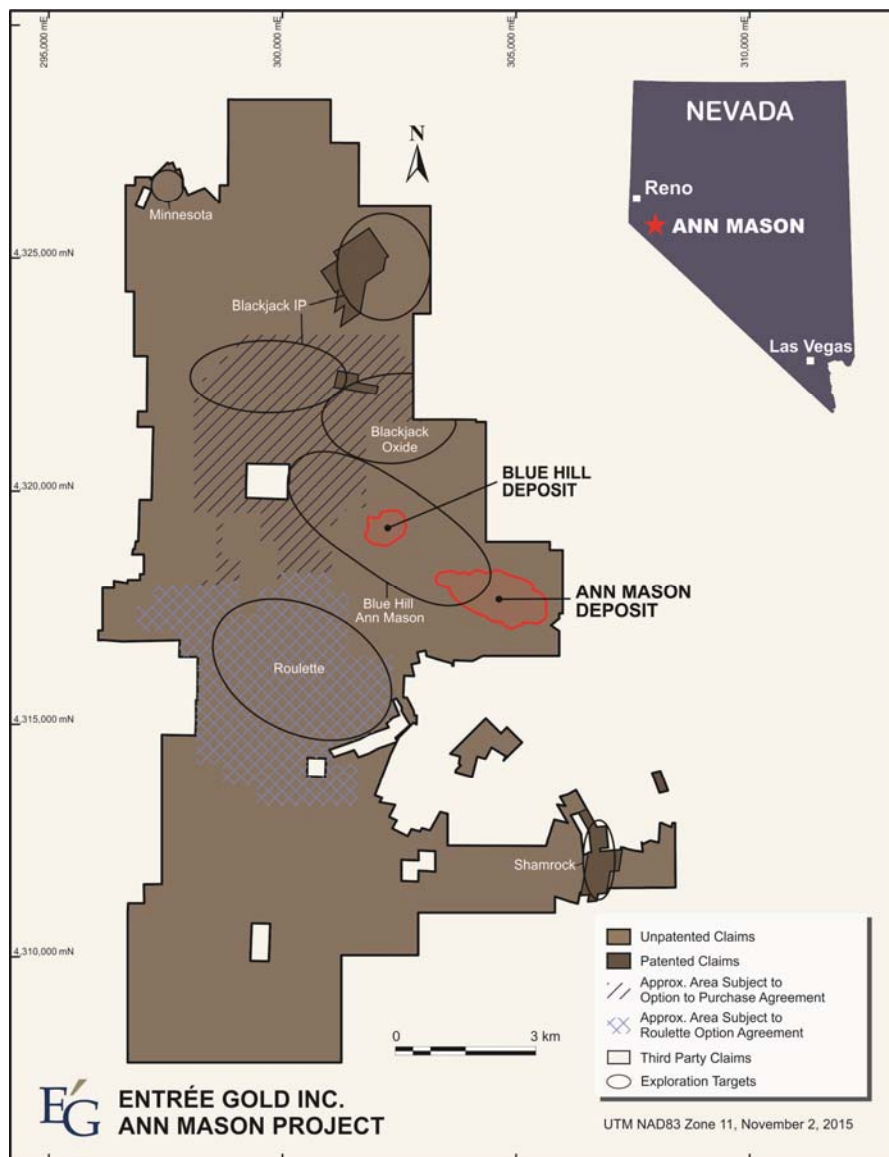 295,000 mE
300,000 mE
305,000 mE
310,000 mE
NEVADA
Reno
ANN MASON
Las Vegas
N
Minnesota
4,325,000 mN
Blackjack IP
Blackjack
Oxide
4,320,000 mN
BLUE HILL
DEPOSIT
ANN MASON
DEPOSIT
Blue Hill
Ann Mason
Roulette
4,315,000 mN
Shamrock
4,310,000 mN
Unpatented Claims
Patented Claims
Approx. Area Subject to
Option to Purchase Agreement
Approx. Area Subject to
Roulette Option Agreement
Third Party Claims
Exploration Targets
0 3 km
EG
ENTRÉE GOLD INC.
ANN MASON PROJECT
UTM NAD83 Zone 11, November 2, 2015